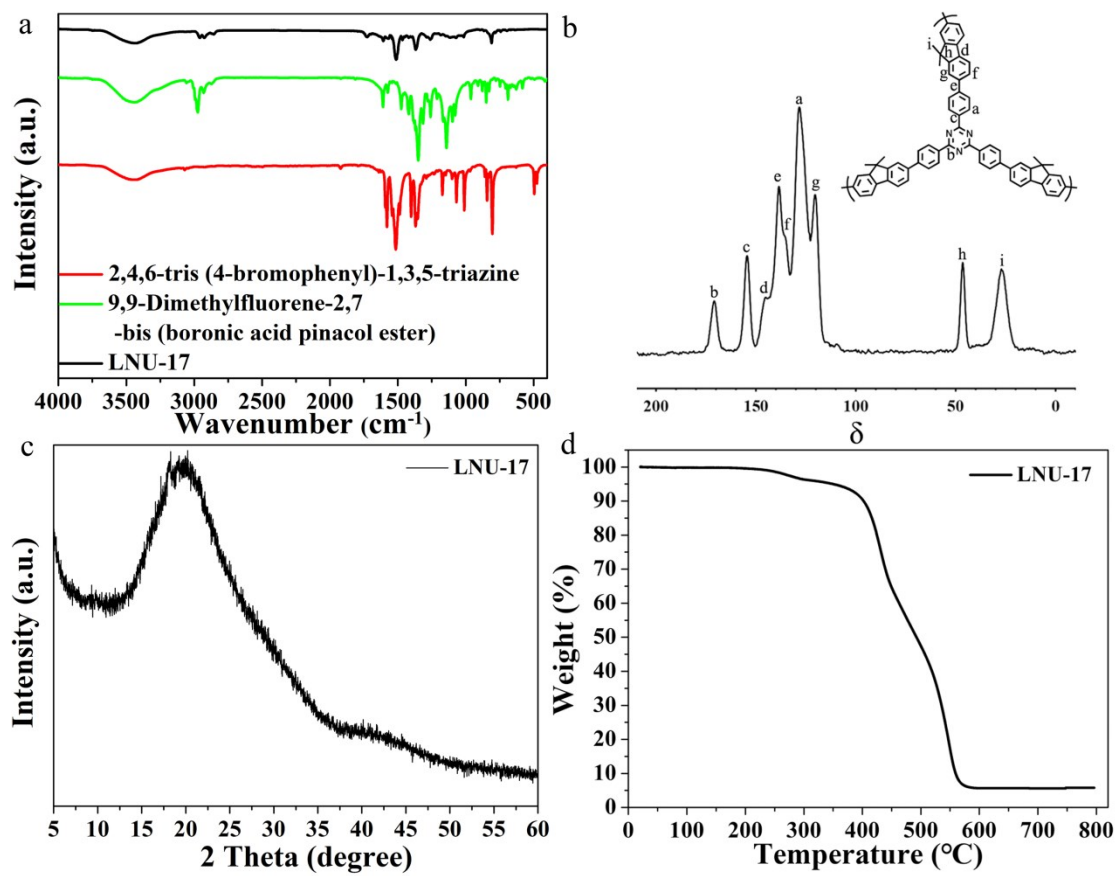 a
Intensity (a.u.)
2,4,6-tris (4-bromophenyl)-1,3,5-triazine
9,9-Dimethylfluorene-2,7
-bis (boronic acid pinacol ester)
LNU-17
4000 3500 3000 2500 2000 1500 1000 500
Wavenumber (cm-1)
b
i
h
d
g
f
e
a
c
N
N
b
N
a
e
g
f
c
d
b
h
i
200 150 100 50 0
δ
c
LNU-17
Intensity (a.u.)
5 10 15 20 25 30 35 40 45 50 55 60
2 Theta (degree)
d
LNU-17
Weight (%)
100
90
80
70
60
50
40
30
20
10
0
0 100 200 300 400 500 600 700 800
Temperature (°C)